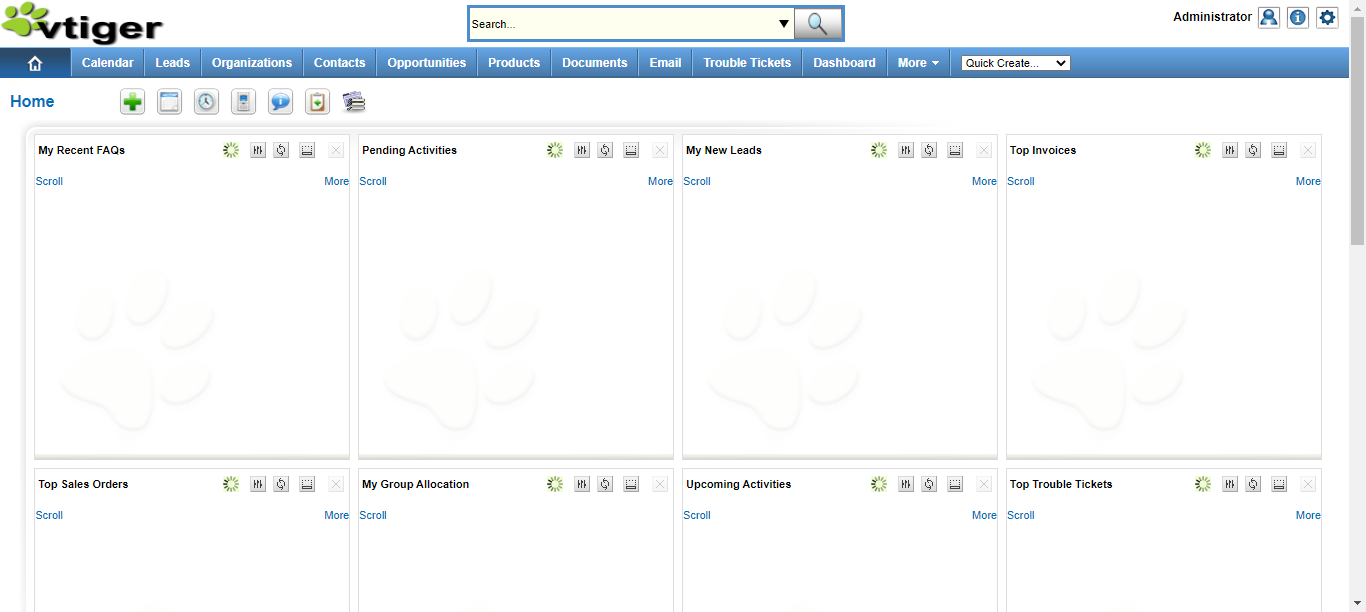 vtiger
Search...
Administrator
Calendar Leads Organizations Contacts Opportunities Products Documents Email Trouble Tickets Dashboard More Quick Create...
Home
My Recent FAQs Pending Activities My New Leads Top Invoices
Scroll More Scroll More Scroll More Scroll More
Top Sales Orders My Group Allocation Upcoming Activities Top Trouble Tickets
Scroll More Scroll More Scroll More Scroll More